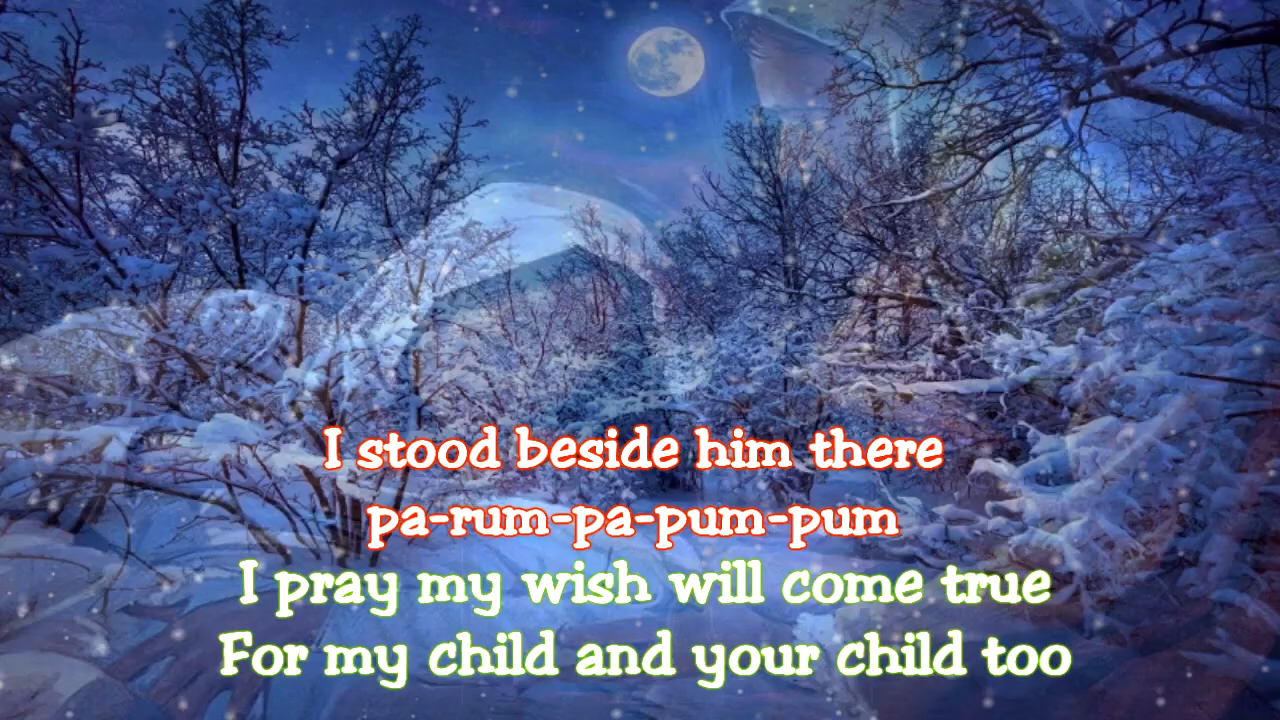 I stood beside him there
pa-rum-pa-pum-pum
I pray my wish will come true
For my child and your child too